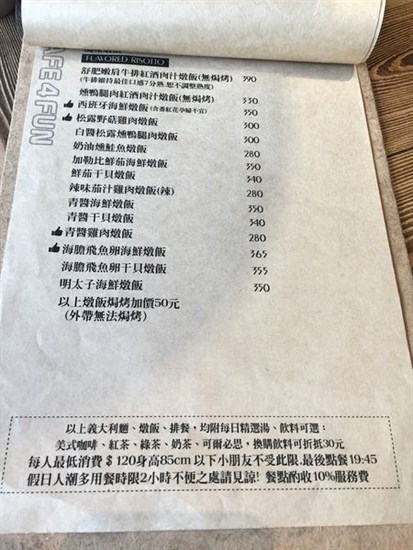 CAFE 4 FUN
FLAVORED RISOTTO
舒肥嫩肩牛排紅酒肉汁燉飯(無焗烤) 390
(牛排維持最佳口感7分熟.恕不調整熟度)
燻鴨腿肉紅酒肉汁燉飯(無焗烤) 330
西班牙海鮮燉飯(含番紅花孕婦不宜) 350
松露野菇雞肉燉飯 300
白醬松露燻鴨腿肉燉飯 300
奶油燻鮭魚燉飯 280
加勒比鮮茄海鮮燉飯 350
鮮茄干貝燉飯 340
辣味茄汁雞肉燉飯(辣) 280
青醬海鮮燉飯 350
青醬干貝燉飯 340
青醬雞肉燉飯 280
海膽飛魚卵海鮮燉飯 365
海膽飛魚卵干貝燉飯 355
明太子海鮮燉飯 350
以上燉飯焗烤加價50元
(外帶無法焗烤)
以上義大利麵、燉飯、排餐，均附每日精選湯、飲料可選：
美式咖啡、紅茶、綠茶、奶茶、可爾必思，換購飲料可折抵30元
每人最低消費＄120身高85cm 以下小朋友不受此限.最後點餐19:45
假日人潮多用餐時限2小時不便之處請見諒! 餐點酌收10%服務費